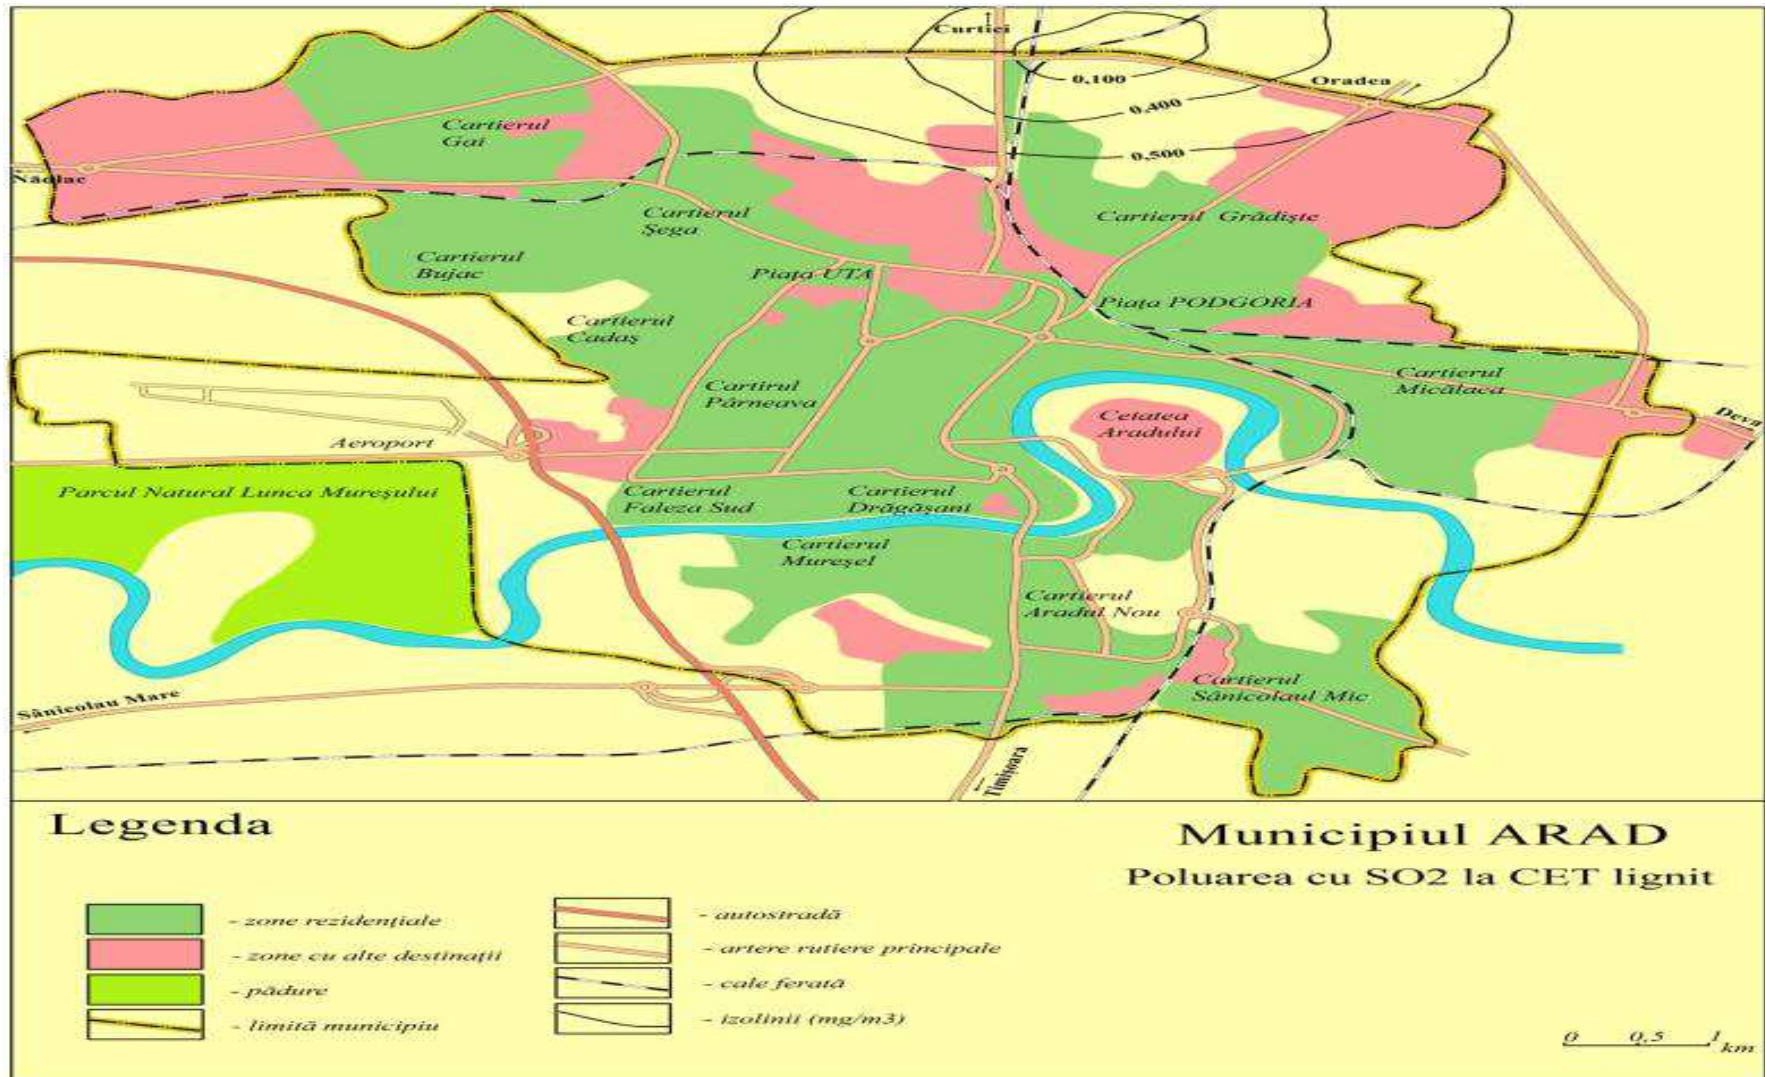 Curtici
Oradea
0,100
0,400
0,500
Cartierul
Gai
Nădlac
Cartierul
Şega
Cartierul Grădişte
Cartierul
Bujac
Piaţa UTA
Piaţa PODGORIA
Cartierul
Cadaş
Cartirul
Pârneava
Cartierul
Micălaca
Cetatea
Aradului
Deva
Aeroport
Parcul Natural Lunca Mureşului
Cartierul
Faleza Sud
Cartierul
Drăgăşani
Cartierul
Mureşel
Cartierul
Aradul Nou
Cartierul
Sânicolaul Mic
Sânicolau Mare
Timişoara
Legenda
- zone rezidenţiale
- zone cu alte destinaţii
- pădure
- limită municipiu
- autostradă
- artere rutiere principale
- cale ferată
- izolinii (mg/m3)
Municipiul ARAD
Poluarea cu SO2 la CET lignit
0 0,5 1
km